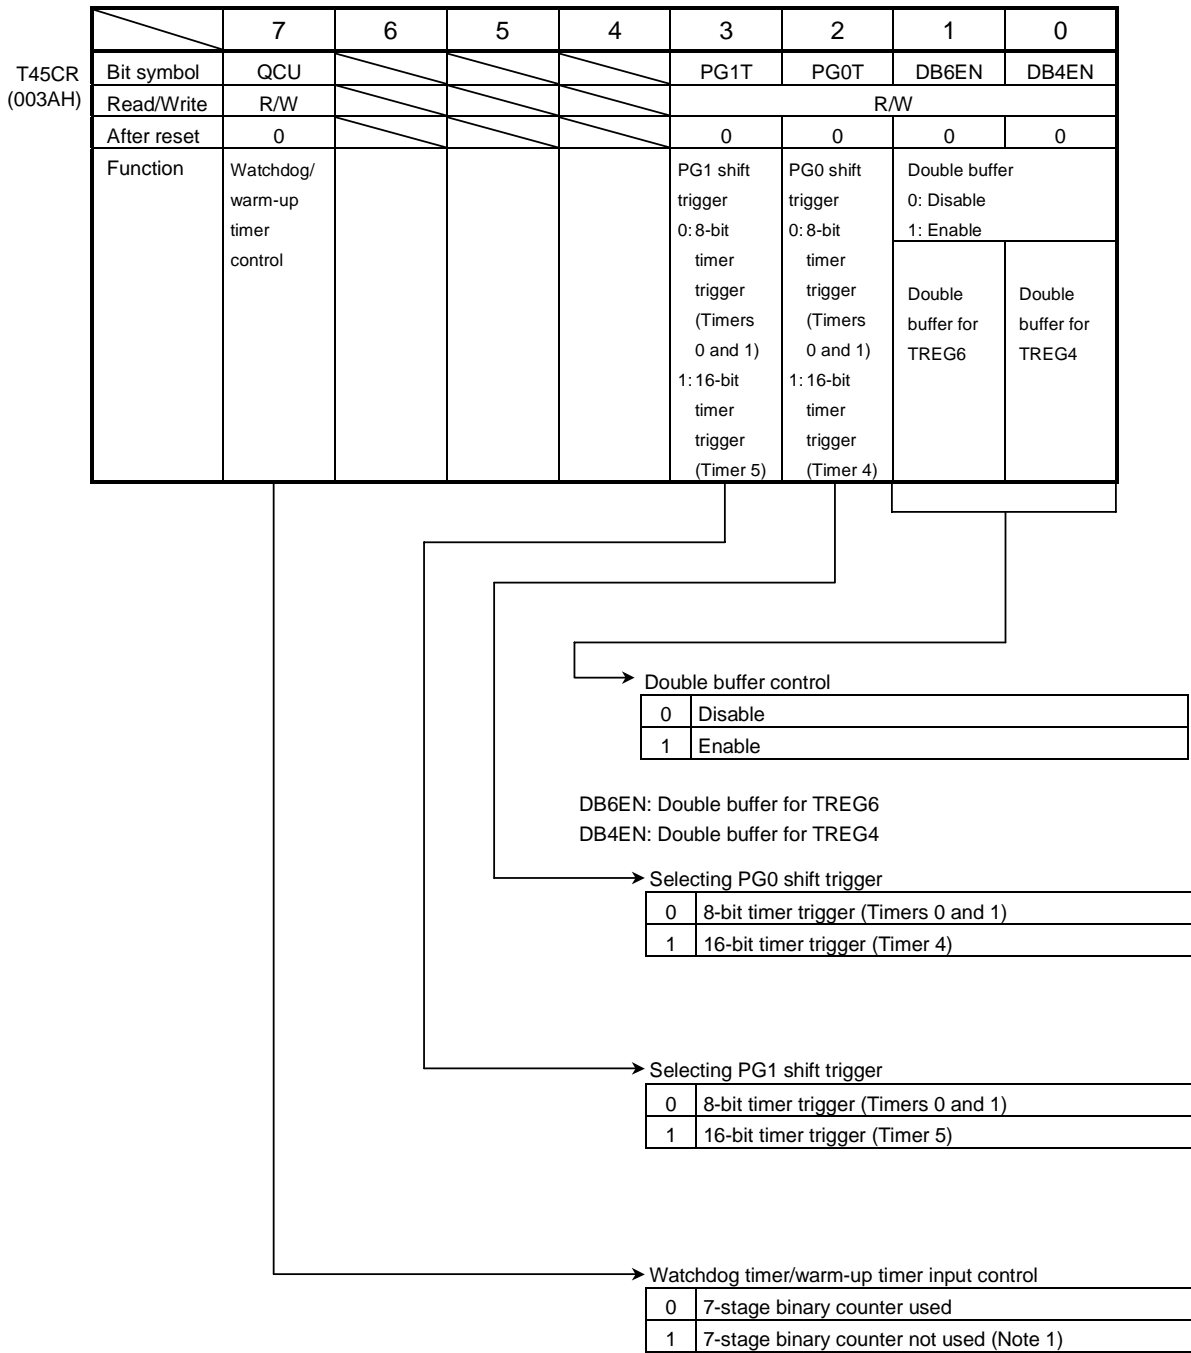 7 6 5 4 3 2 1 0
T45CR
(003AH)
Bit symbol QCU PG1T PG0T DB6EN DB4EN
Read/Write R/W R/W
After reset 0 0 0 0 0
Function
Watchdog/
warm-up
timer
control
PG1 shift
trigger
0: 8-bit
timer
trigger
(Timers
0 and 1)
1: 16-bit
timer
trigger
(Timer 5)
PG0 shift
trigger
0: 8-bit
timer
trigger
(Timers
0 and 1)
1: 16-bit
timer
trigger
(Timer 4)
Double buffer
0: Disable
1: Enable
Double
buffer for
TREG6
Double
buffer for
TREG4
Double buffer control
0 Disable
1 Enable
DB6EN: Double buffer for TREG6
DB4EN: Double buffer for TREG4
Selecting PG0 shift trigger
0 8-bit timer trigger (Timers 0 and 1)
1 16-bit timer trigger (Timer 4)
Selecting PG1 shift trigger
0 8-bit timer trigger (Timers 0 and 1)
1 16-bit timer trigger (Timer 5)
Watchdog timer/warm-up timer input control
0 7-stage binary counter used
1 7-stage binary counter not used (Note 1)